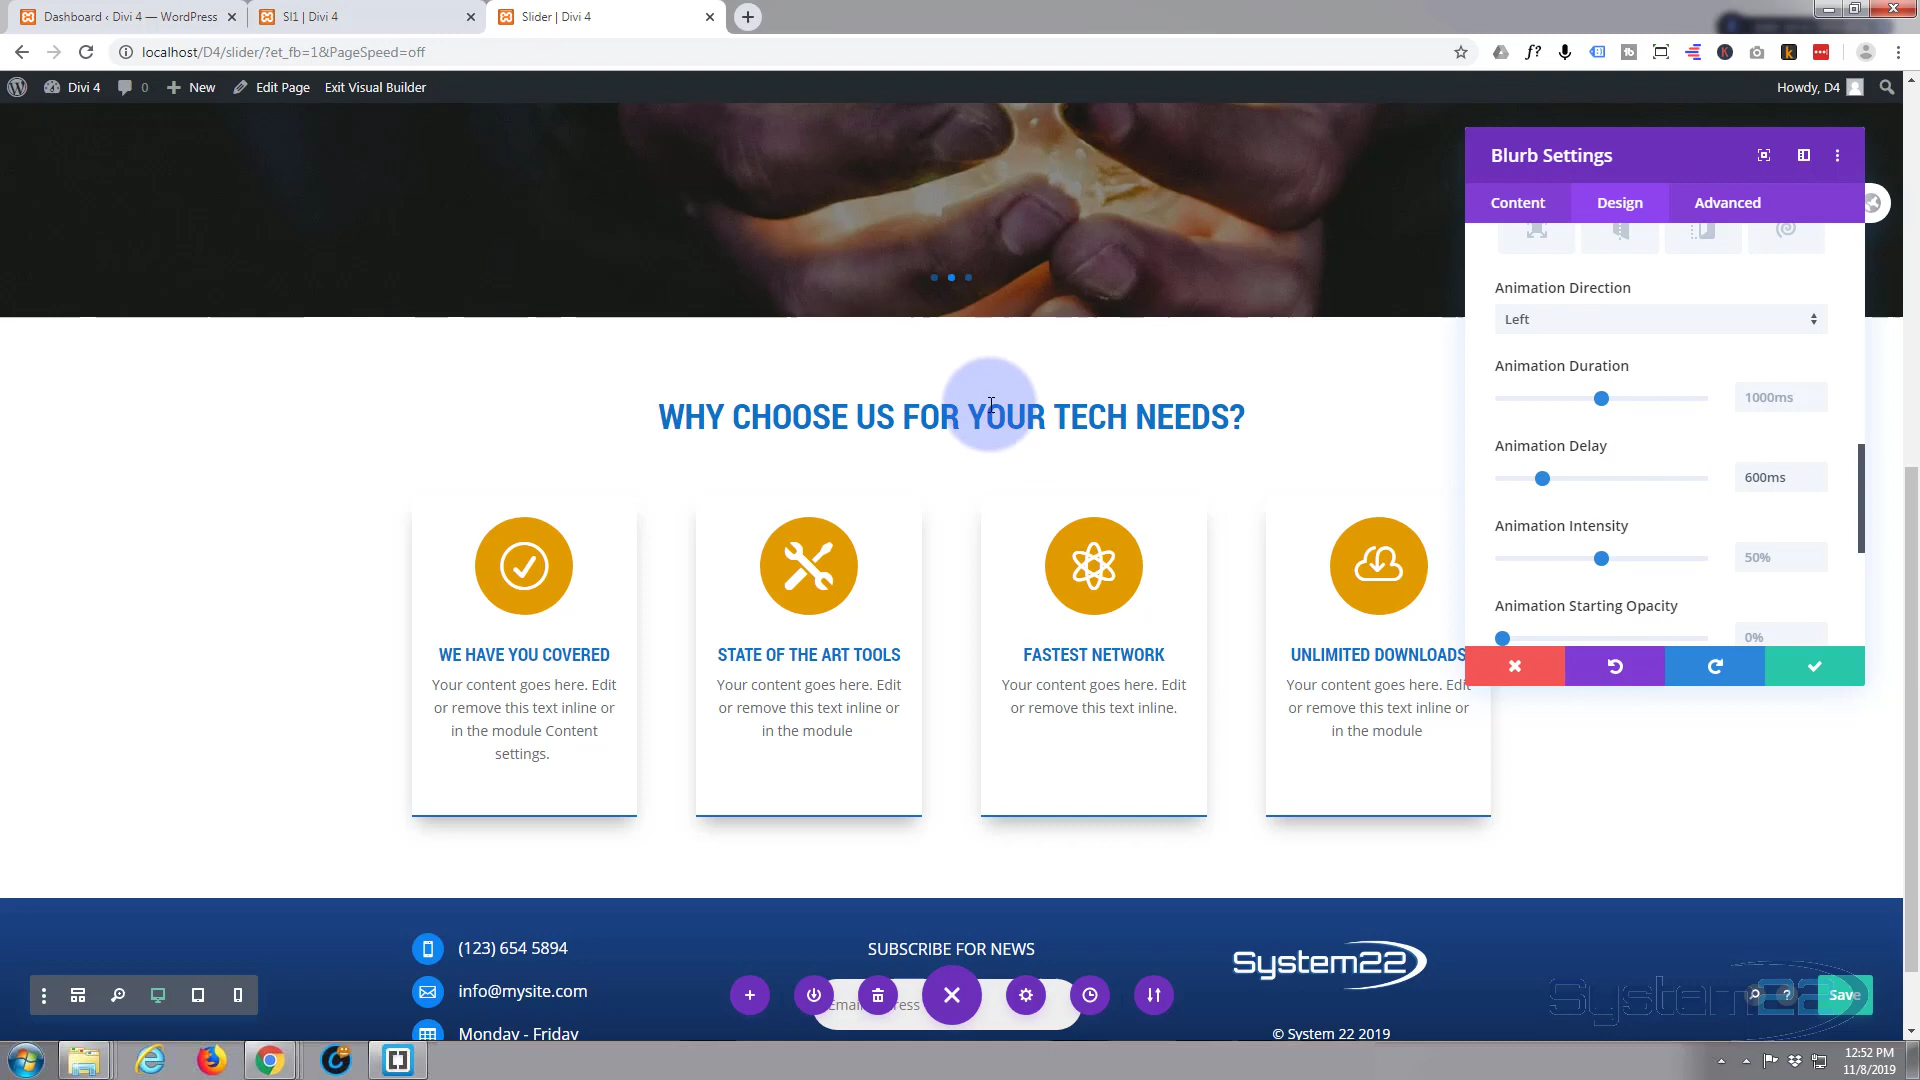 Dashboard ‹ Divi 4 — WordPress
Sl1 | Divi 4
Slider | Divi 4
localhost/D4/slider/?et_fb=1&PageSpeed=off
Divi 4
0
New
Edit Page
Exit Visual Builder
Howdy, D4
Blurb Settings
Content
Design
Advanced
Animation Direction
Left
Animation Duration
1000ms
Animation Delay
600ms
Animation Intensity
50%
Animation Starting Opacity
0%
WHY CHOOSE US FOR YOUR TECH NEEDS?
WE HAVE YOU COVERED
Your content goes here. Edit
or remove this text inline or
in the module Content
settings.
STATE OF THE ART TOOLS
Your content goes here. Edit
or remove this text inline or
in the module
FASTEST NETWORK
Your content goes here. Edit
or remove this text inline.
UNLIMITED DOWNLOADS
Your content goes here. Edit
or remove this text inline or
in the module
(123) 654 5894
info@mysite.com
Monday - Friday
SUBSCRIBE FOR NEWS
System22
© System 22 2019
System22
Save
12:52 PM
11/8/2019